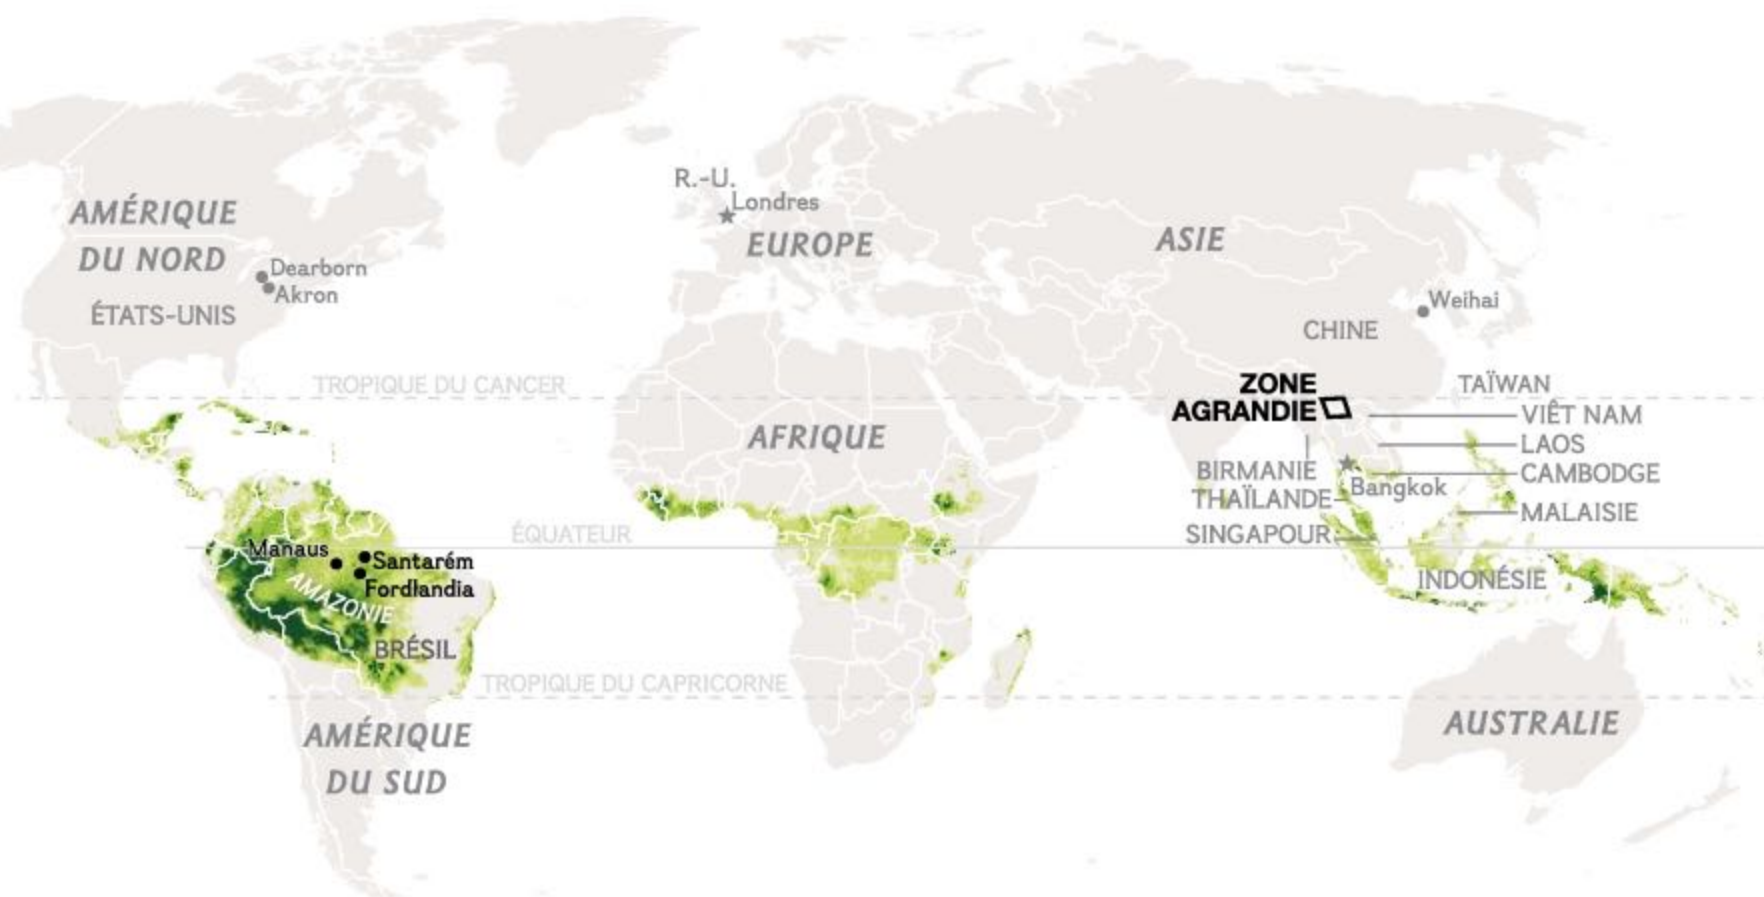 R.-U.
Londres
AMÉRIQUE
DU NORD
EUROPE
ASIE
Dearborn
Akron
ÉTATS-UNIS
Weihai
CHINE
TROPIQUE DU CANCER
ZONE
AGRANDIE
TAÏWAN
VIÊT NAM
AFRIQUE
LAOS
BIRMANIE
CAMBODGE
Bangkok
THAÏLANDE
MALAISIE
ÉQUATEUR
SINGAPOUR
Manaus
Santarém
Fordlandia
AMAZONIE
INDONÉSIE
BRÉSIL
TROPIQUE DU CAPRICORNE
AMÉRIQUE
DU SUD
AUSTRALIE